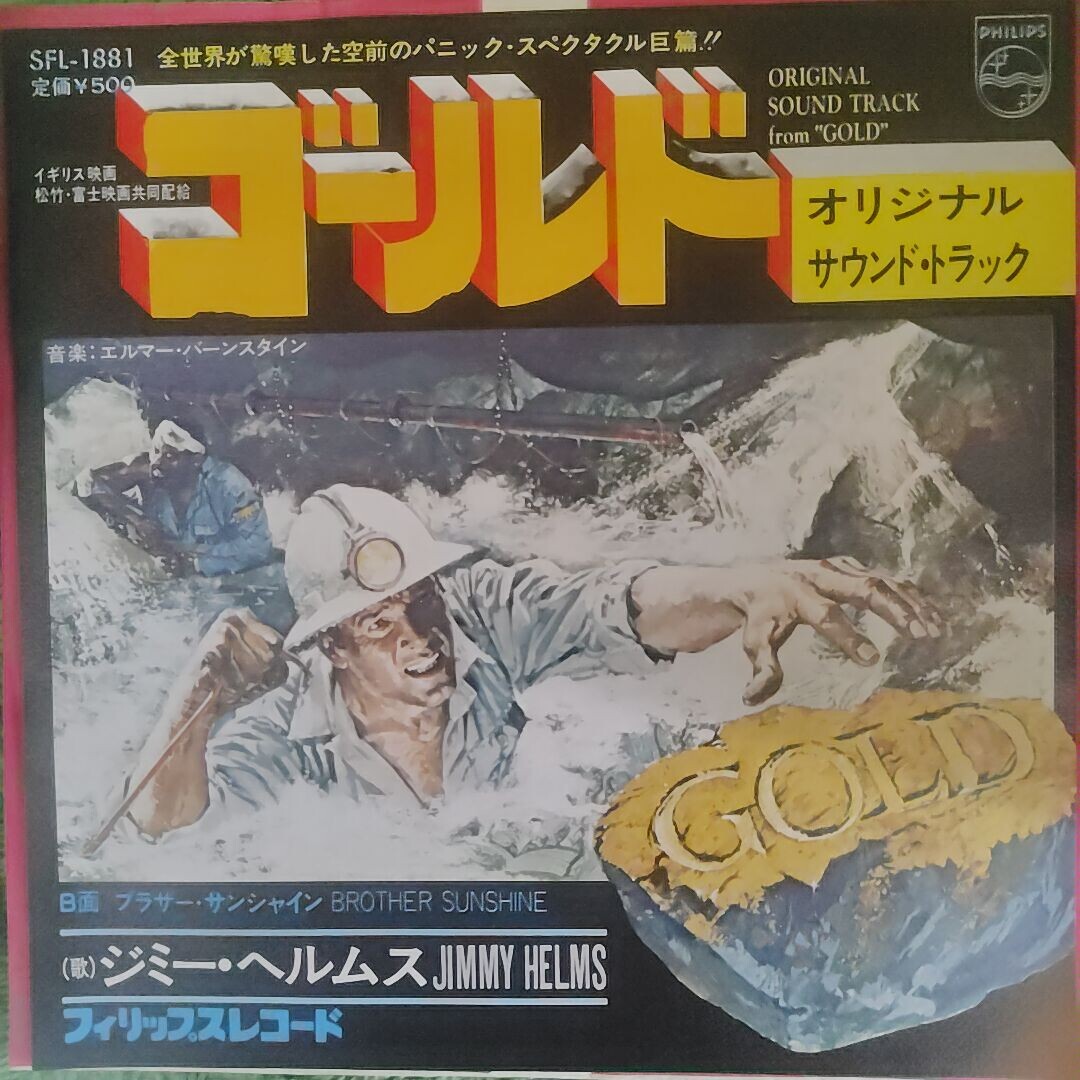 SFL-1881
定価¥500
全世界が驚嘆した空前のパニック・スペクタクル巨篇!!
PHILIPS
ゴールド
ORIGINAL
SOUND TRACK
from "GOLD"
イギリス映画
松竹・富士映画共同配給
オリジナル
サウンド・トラック
音楽:エルマー・バーンスタイン
GOLD
B面 ブラザー・サンシャイン BROTHER SUNSHINE
(歌)ジミー・ヘルムス JIMMY HELMS
フィリップスレコード